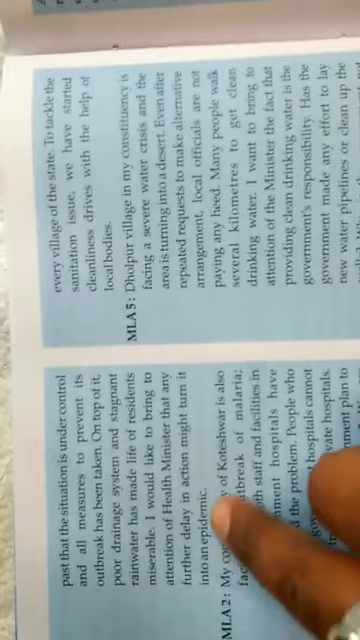 past that the situation is under control
and all measures to prevent its
outbreak has been taken. On top of it,
poor drainage system and stagnant
rainwater has made life of residents
miserable. I would like to bring to
attention of Health Minister that any
further delay in action might turn it
into an epidemic.
MLA 2: My of Koteshwar is also
outbreak of malaria;
staff and facilities in
hospitals have
the problem. People who
hospitals cannot
hospitals.
plan to
every village of the state. To tackle the
sanitation issue, we have started
cleanliness drives with the help of
local bodies.
MLA 5: Dholpur village in my constituency is
facing a severe water crisis and the
area is turning into a desert. Even after
repeated requests to make alternative
arrangement, local officials are not
paying any heed. Many people walk
several kilometres to get clean
drinking water. I want to bring to
attention of the Minister the fact that
providing clean drinking water is the
government's responsibility. Has the
government made any effort to lay
new water pipelines or clean up the